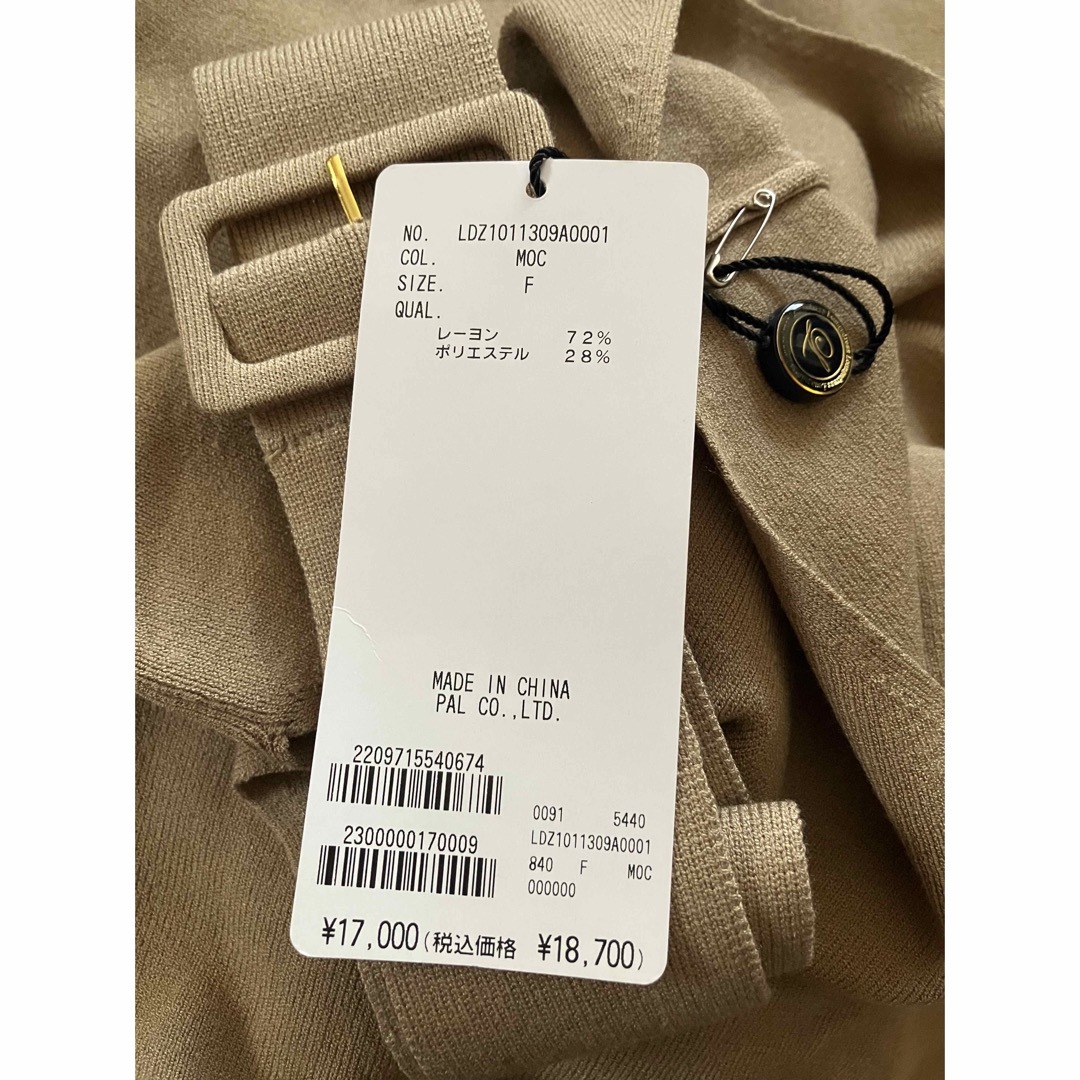 NO. LDZ1011309A0001
COL. MOC
SIZE. F
QUAL.
レーヨン 72%
ポリエステル 28%
MADE IN CHINA
PAL CO.,LTD.
2209715540674
2300000170009
0091 5440
LDZ1011309A0001
840 F MOC
000000
¥17,000(税込価格 ¥18,700)